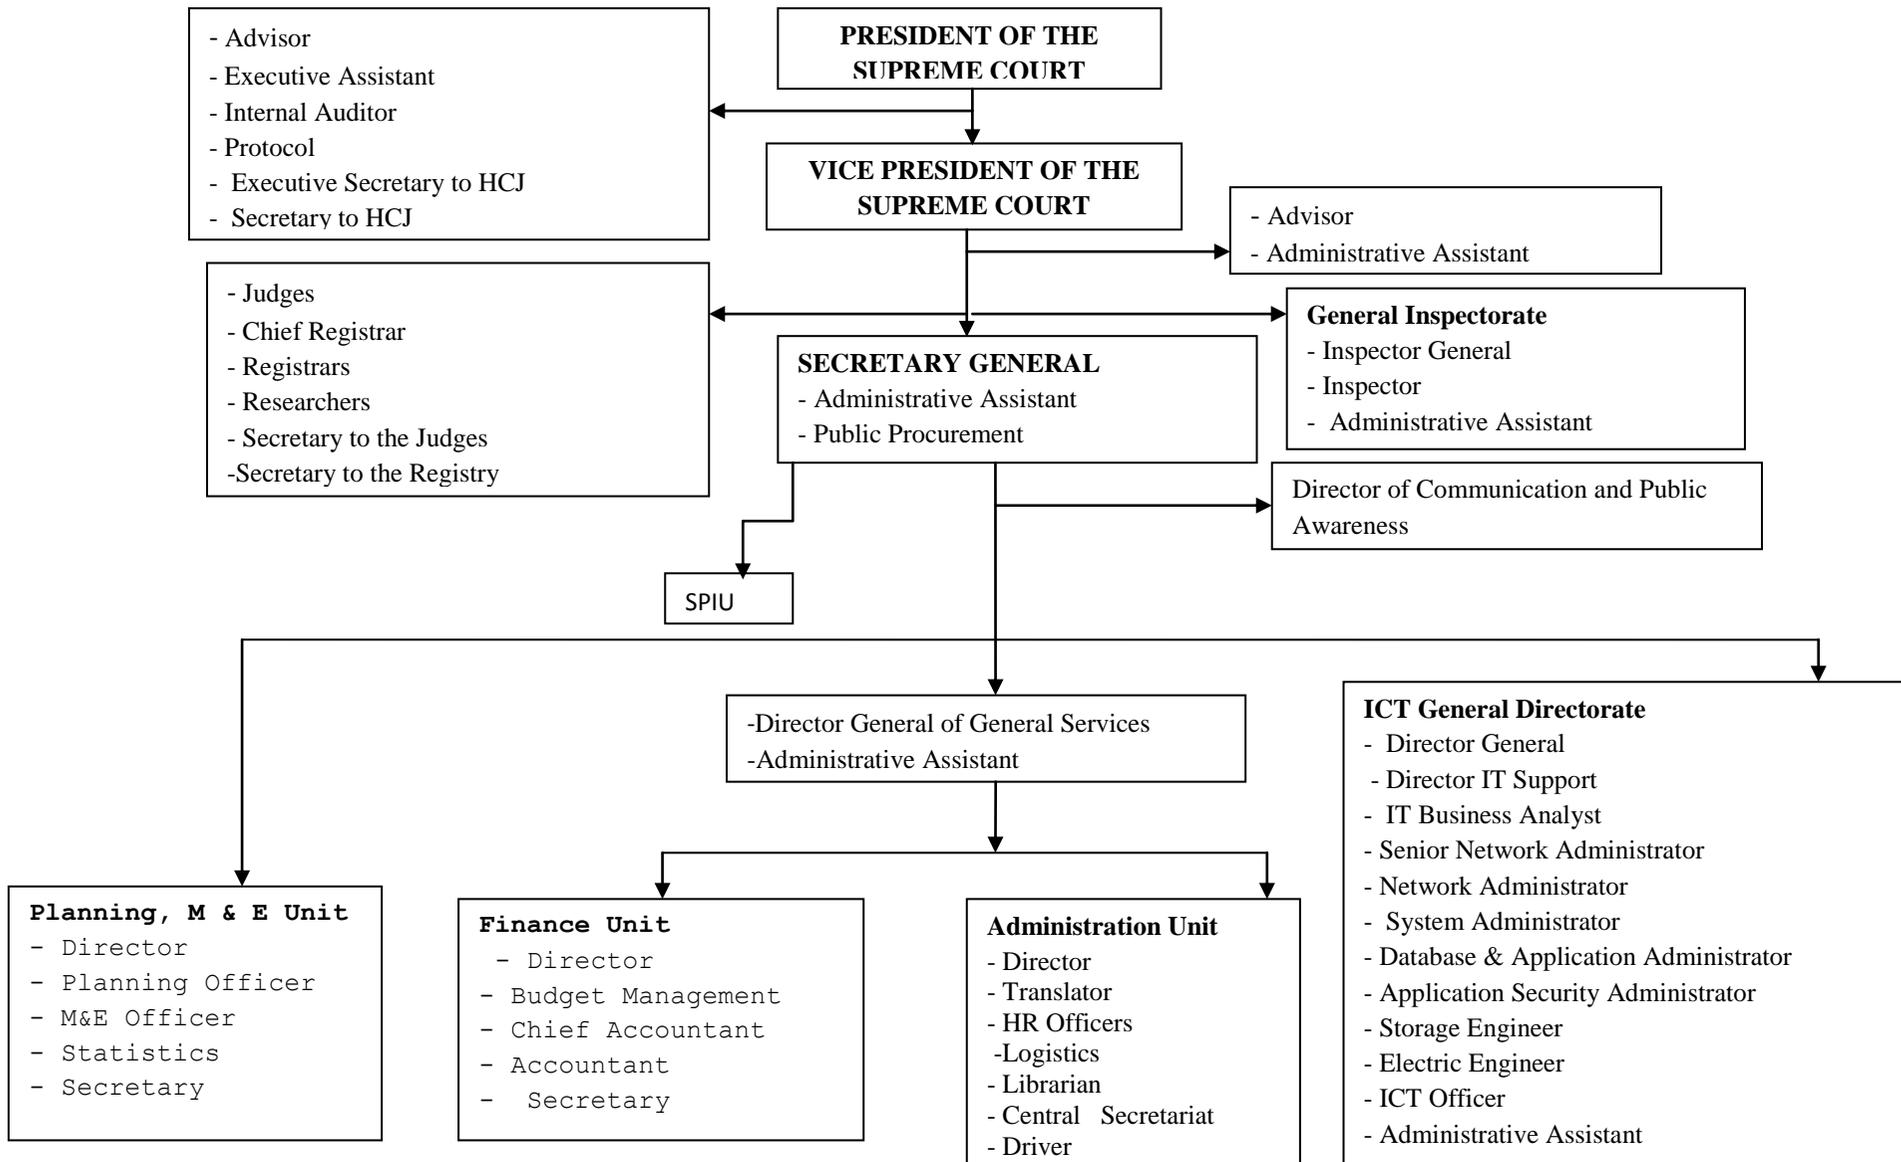 PRESIDENT OF THE
SUPREME COURT
- Advisor
- Executive Assistant
- Internal Auditor
- Protocol
- Executive Secretary to HCJ
- Secretary to HCJ
VICE PRESIDENT OF THE
SUPREME COURT
- Advisor
- Administrative Assistant
- Judges
- Chief Registrar
- Registrars
- Researchers
- Secretary to the Judges
-Secretary to the Registry
General Inspectorate
- Inspector General
- Inspector
- Administrative Assistant
SECRETARY GENERAL
- Administrative Assistant
- Public Procurement
Director of Communication and Public
Awareness
SPIU
-Director General of General Services
-Administrative Assistant
Planning, M & E Unit
- Director
- Planning Officer
- M&E Officer
- Statistics
- Secretary
Finance Unit
- Director
- Budget Management
- Chief Accountant
- Accountant
- Secretary
Administration Unit
- Director
- Translator
- HR Officers
-Logistics
- Librarian
- Central Secretariat
- Driver
ICT General Directorate
- Director General
- Director IT Support
- IT Business Analyst
- Senior Network Administrator
- Network Administrator
- System Administrator
- Database & Application Administrator
- Application Security Administrator
- Storage Engineer
- Electric Engineer
- ICT Officer
- Administrative Assistant